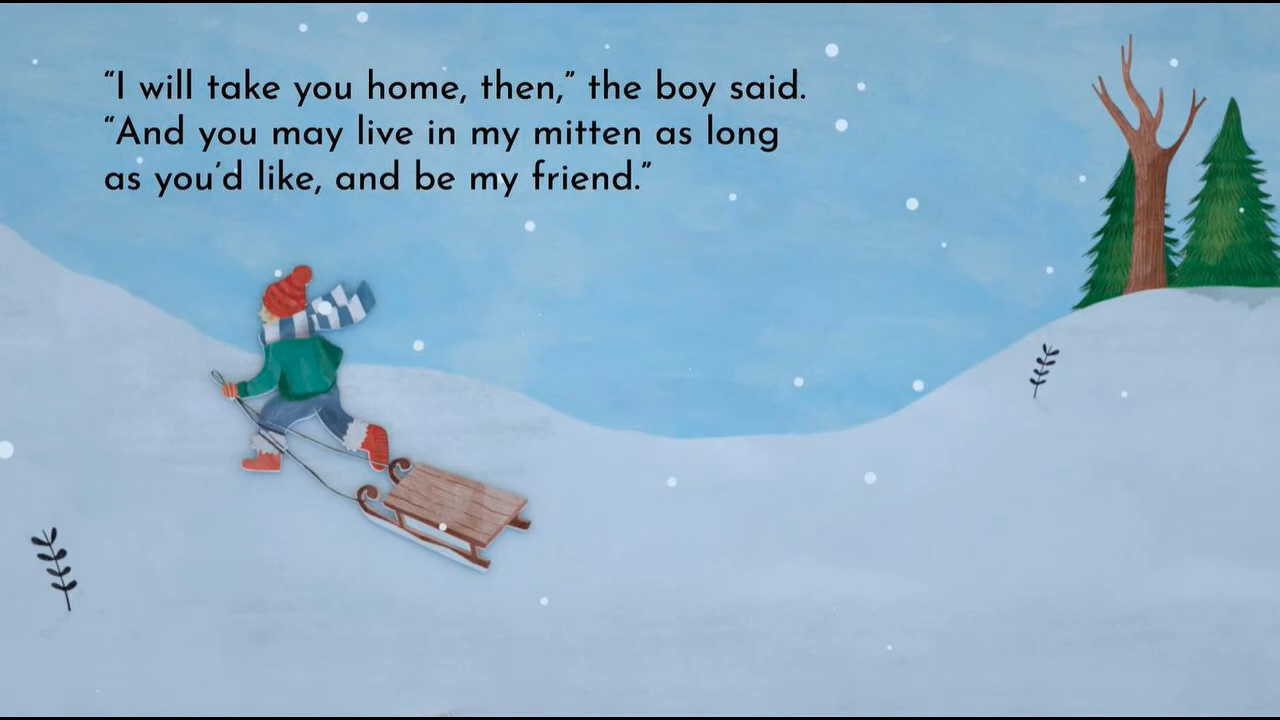 “I will take you home, then,” the boy said.
“And you may live in my mitten as long
as you’d like, and be my friend.”